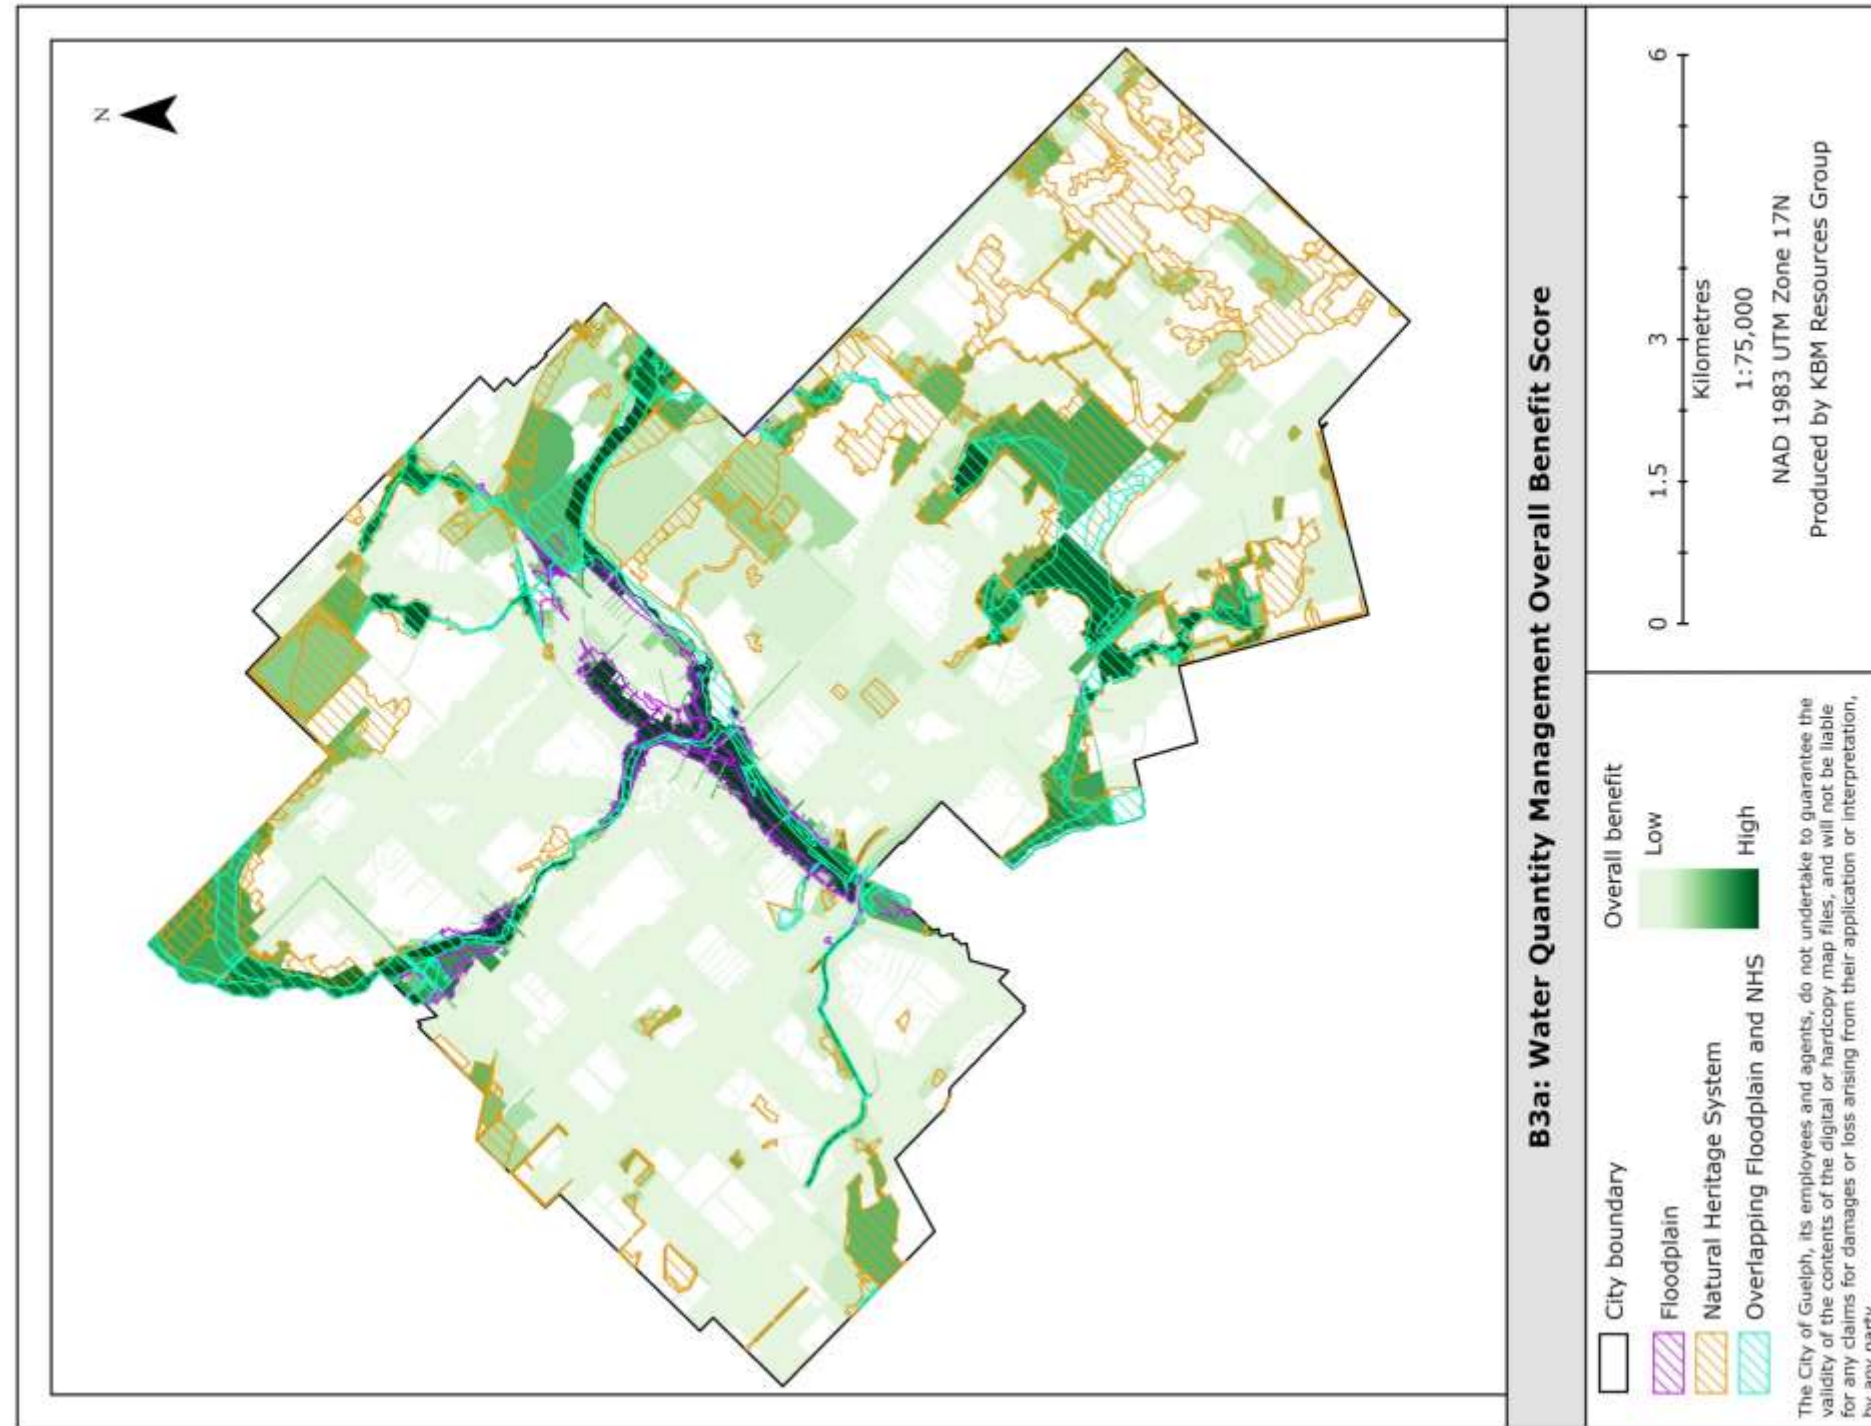 N
B3a: Water Quantity Management Overall Benefit Score
City boundary
Floodplain
Natural Heritage System
Overlapping Floodplain and NHS
Overall benefit
Low
High
The City of Guelph, its employees and agents, do not undertake to guarantee the
validity of the contents of the digital or hardcopy map files, and will not be liable
for any claims for damages or loss arising from their application or interpretation,
by any party.
0 1.5 3 6
Kilometres
1:75,000
NAD 1983 UTM Zone 17N
Produced by KBM Resources Group